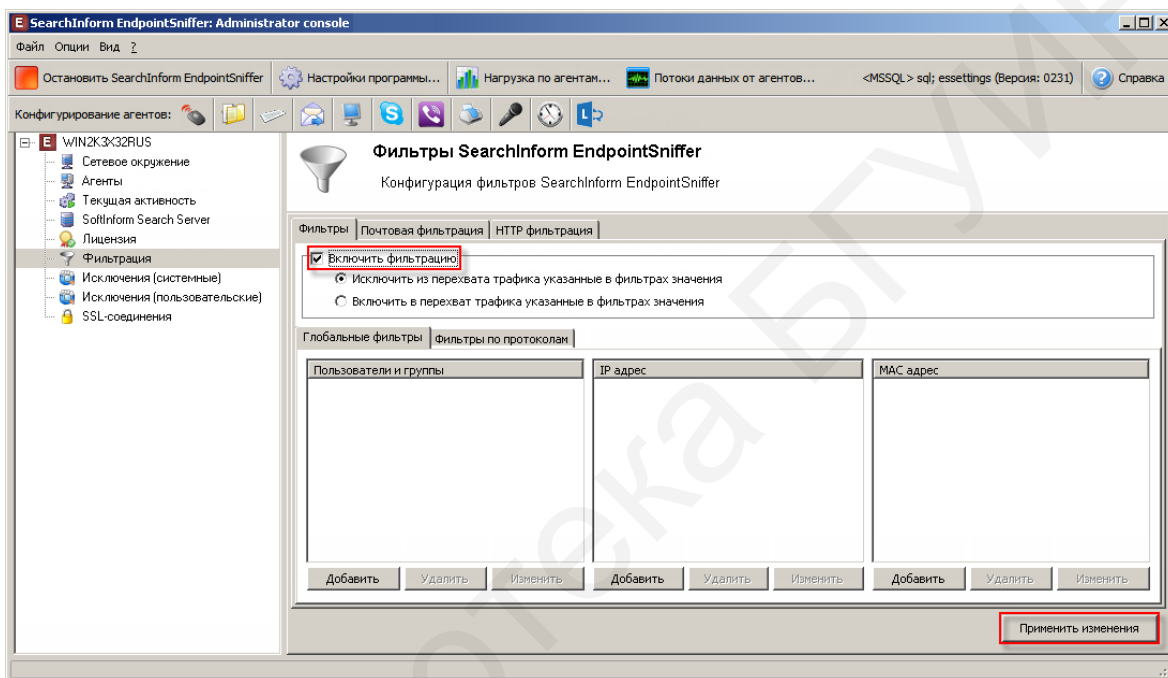 SearchInform EndpointSniffer: Administrator console
Файл Опции Вид ?
Остановить SearchInform EndpointSniffer Настройки программы... Нагрузка по агентам... Потоки данных от агентов... <MSSQL> sql; essettings (Версия: 0231) Справка
Конфигурирование агентов:
WIN2K3X32RUS
Сетевое окружение
Агенты
Текущая активность
SoftInform Search Server
Лицензия
Фильтрация
Исключения (системные)
Исключения (пользовательские)
SSL-соединения
Фильтры SearchInform EndpointSniffer
Конфигурация фильтров SearchInform EndpointSniffer
Фильтры Почтовая фильтрация HTTP фильтрация
Включить фильтрацию
Исключить из перехвата трафика указанные в фильтрах значения
Включить в перехват трафика указанные в фильтрах значения
Глобальные фильтры Фильтры по протоколам
Пользователи и группы IP адрес MAC адрес
Добавить Удалить Изменить Добавить Удалить Изменить Добавить Удалить Изменить
Применить изменения